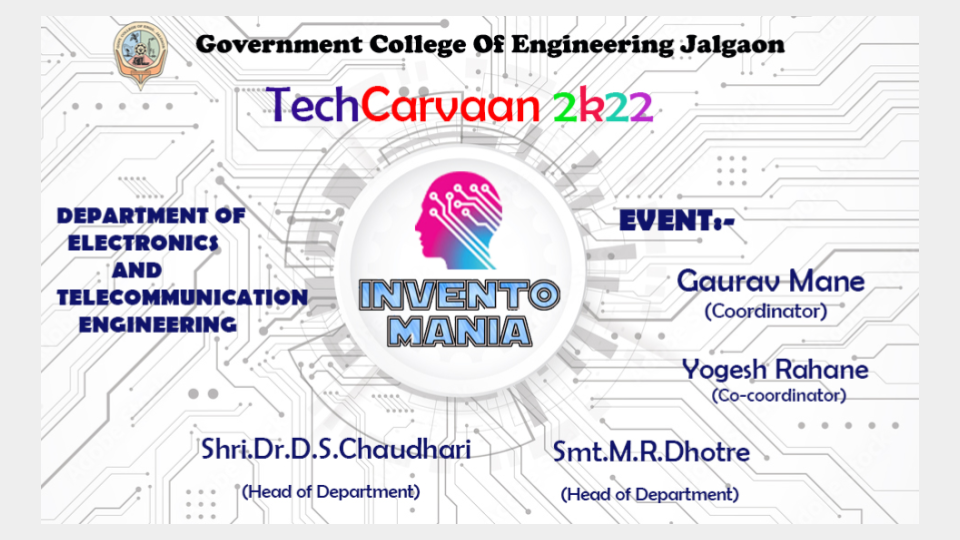 Government College Of Engineering Jalgaon
TechCarvaan 2k22
DEPARTMENT OF
ELECTRONICS
AND
TELECOMMUNICATION
ENGINEERING
INVENTO
MANIA
EVENT:-
Gaurav Mane
(Coordinator)
Yogesh Rahane
(Co-coordinator)
Shri.Dr.D.S.Chaudhari
(Head of Department)
Smt.M.R.Dhotre
(Head of Department)